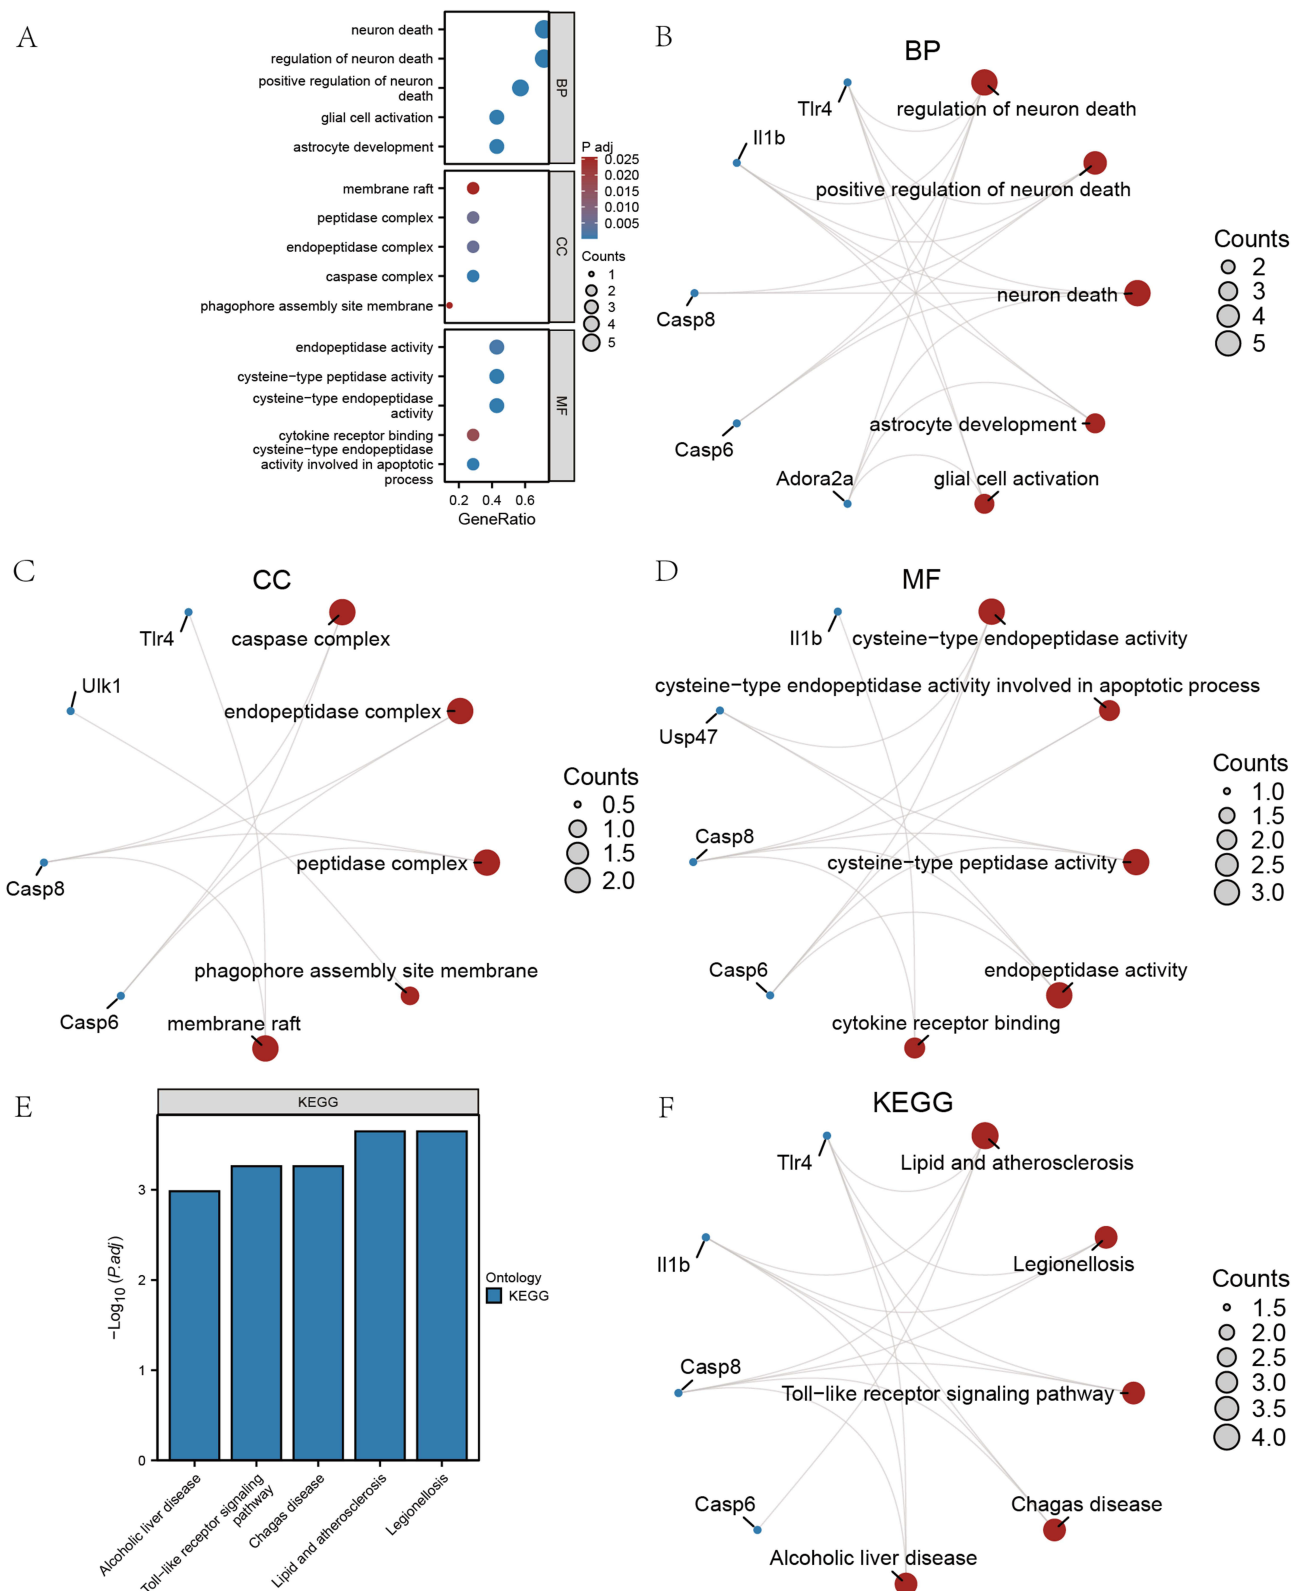 A
neuron death
regulation of neuron death
positive regulation of neuron
death
glial cell activation
astrocyte development
BP
membrane raft
peptidase complex
endopeptidase complex
caspase complex
phagophore assembly site membrane
CC
endopeptidase activity
cysteine−type peptidase activity
cysteine−type endopeptidase
activity
cytokine receptor binding
cysteine−type endopeptidase
activity involved in apoptotic
process
MF
0.2 0.4 0.6
GeneRatio
P adj
0.025
0.020
0.015
0.010
0.005
Counts
1
2
3
4
5
B
BP
Tlr4
regulation of neuron death
Il1b
positive regulation of neuron death
Casp8
neuron death
Casp6
astrocyte development
Adora2a
glial cell activation
Counts
2
3
4
5
C
CC
Tlr4
caspase complex
Ulk1
endopeptidase complex
Casp8
peptidase complex
phagophore assembly site membrane
Casp6
membrane raft
Counts
0.5
1.0
1.5
2.0
D
MF
Il1b
cysteine−type endopeptidase activity
cysteine−type endopeptidase activity involved in apoptotic process
Usp47
Casp8
cysteine−type peptidase activity
Casp6
endopeptidase activity
cytokine receptor binding
Counts
1.0
1.5
2.0
2.5
3.0
E
KEGG
−Log10 (P.adj)
3
2
1
0
Alcoholic liver disease
Toll−like receptor signaling
pathway
Chagas disease
Lipid and atherosclerosis
Legionellosis
Ontology
KEGG
F
KEGG
Tlr4
Lipid and atherosclerosis
Il1b
Legionellosis
Casp8
Toll−like receptor signaling pathway
Casp6
Chagas disease
Alcoholic liver disease
Counts
1.5
2.0
2.5
3.0
3.5
4.0